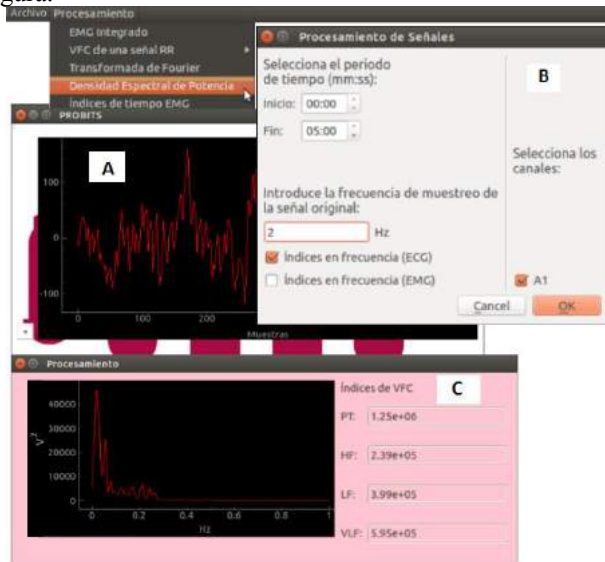 gura.
Archivo Procesamiento
EMG Integrado
VFC de una señal RR
Transformada de Fourier
Densidad Espectral de Potencia
Índices de tiempo EMG
PROBITS
A
100
0
-100
0
100
200
Muestras
Procesamiento de Señales
Selecciona el periodo
de tiempo (mm:ss):
Inicio: 00:00
Fin: 05:00
B
Selecciona los
canales:
Introduce la frecuencia de muestreo de
la señal original:
2 Hz
Índices en frecuencia (ECG)
Índices en frecuencia (EMG)
A1
Cancel OK
Procesamiento
40000
30000
20000
10000
0
V²
0 0.2 0.4 0.6 0.8 1
Hz
Índices de VFC
C
PT: 1.25e+06
HF: 2.39e+05
LF: 3.99e+05
VLF: 5.95e+05